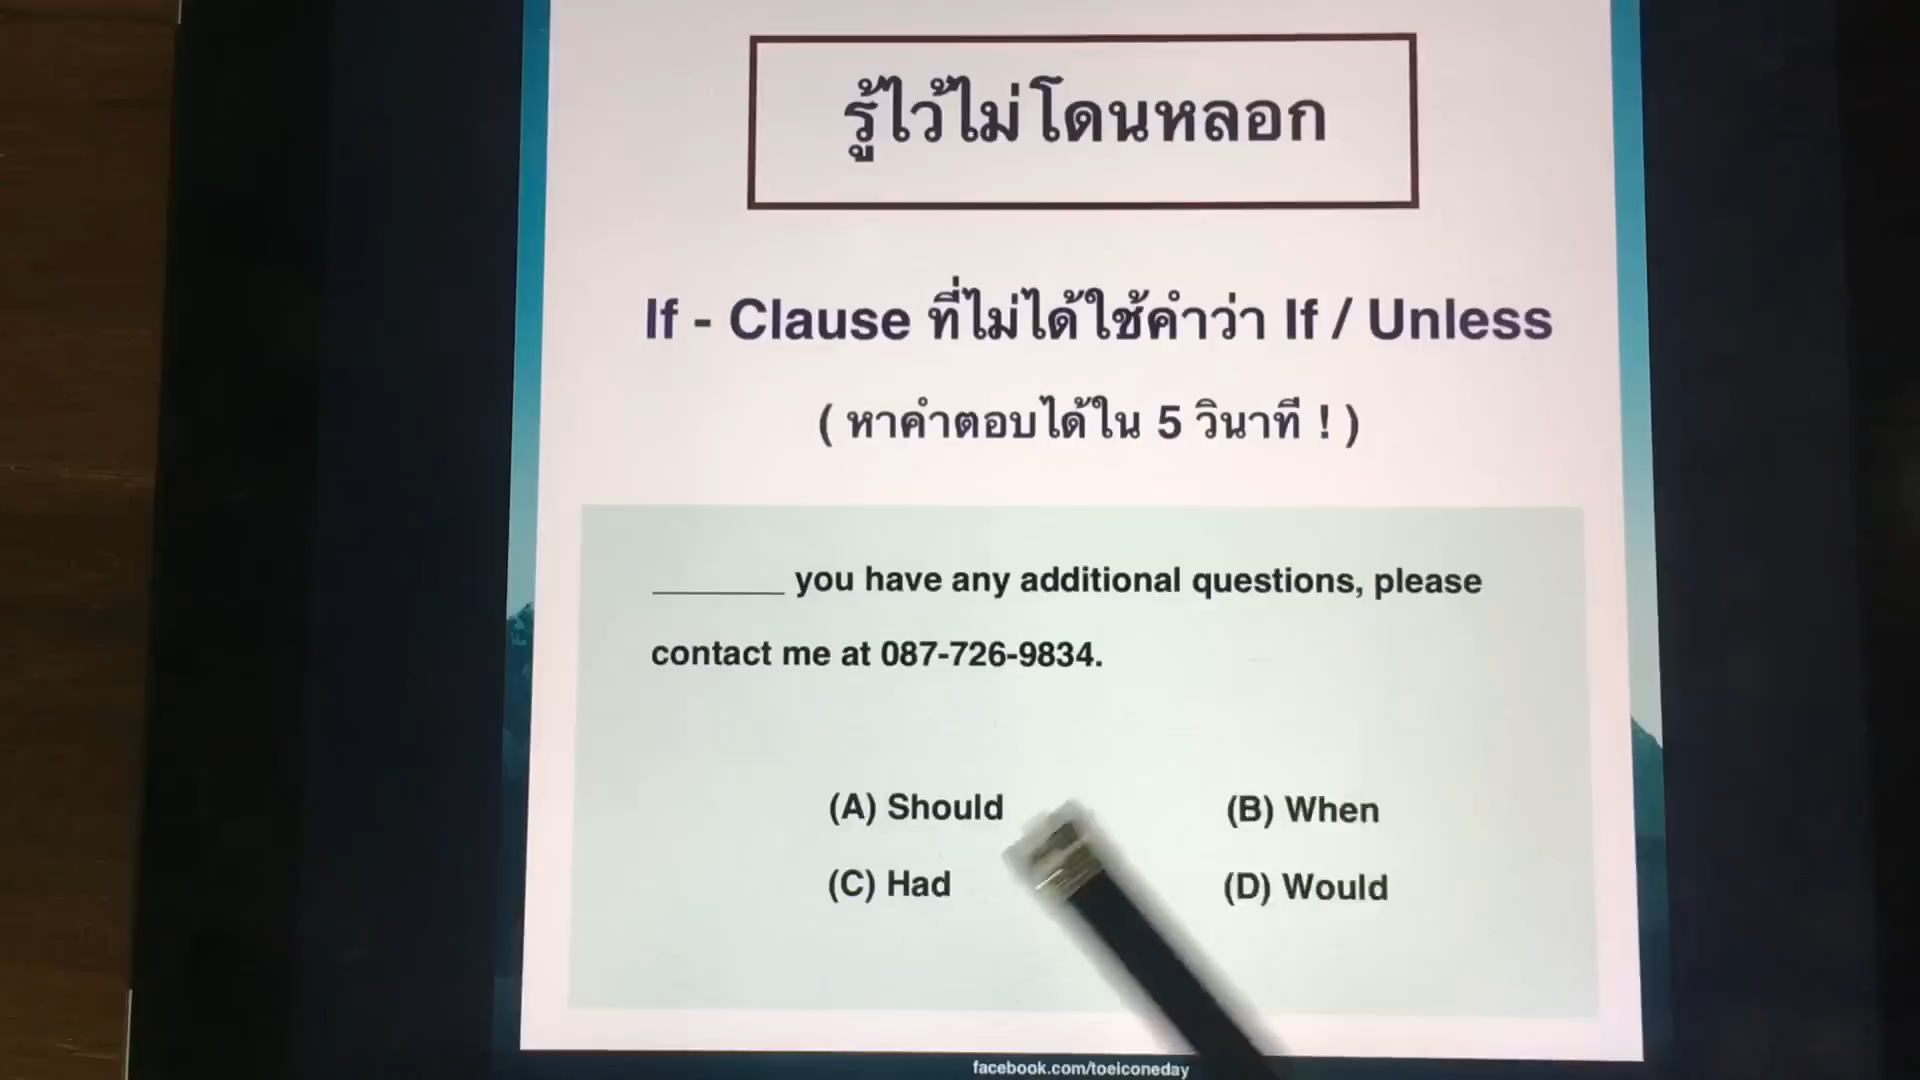 รู้ไว้ไม่โดนหลอก
If - Clause ที่ไม่ได้ใช้คำว่า If / Unless
( หาคำตอบได้ใน 5 วินาที ! )
_______ you have any additional questions, please
contact me at 087-726-9834.
(A) Should (B) When
(C) Had (D) Would
facebook.com/toeiconeday